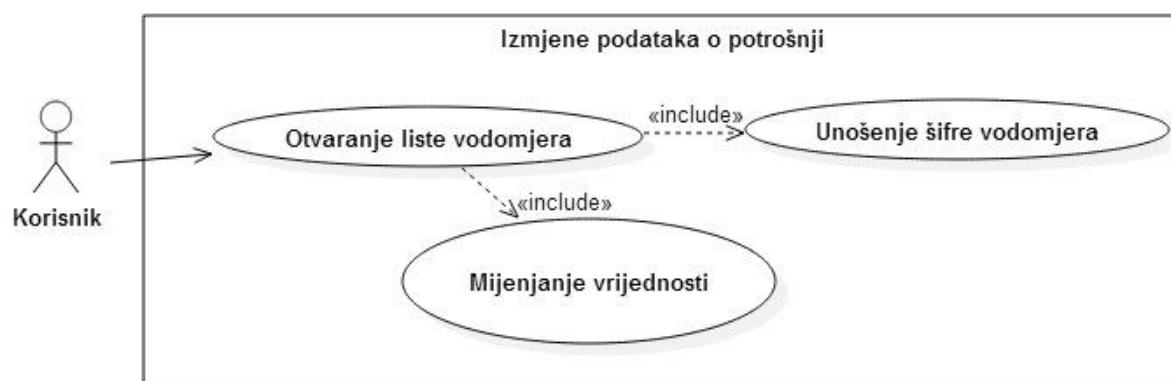 Izmjene podataka o potrošnji
«include»
Otvaranje liste vodomjera
Unošenje šifre vodomjera
«include»
Korisnik
Mijenjanje vrijednosti